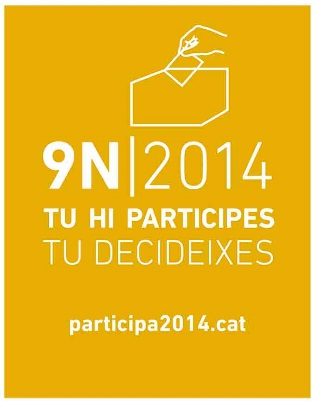 9N|2014
TU HI PARTICIPES
TU DECIDEIXES
participa2014.cat